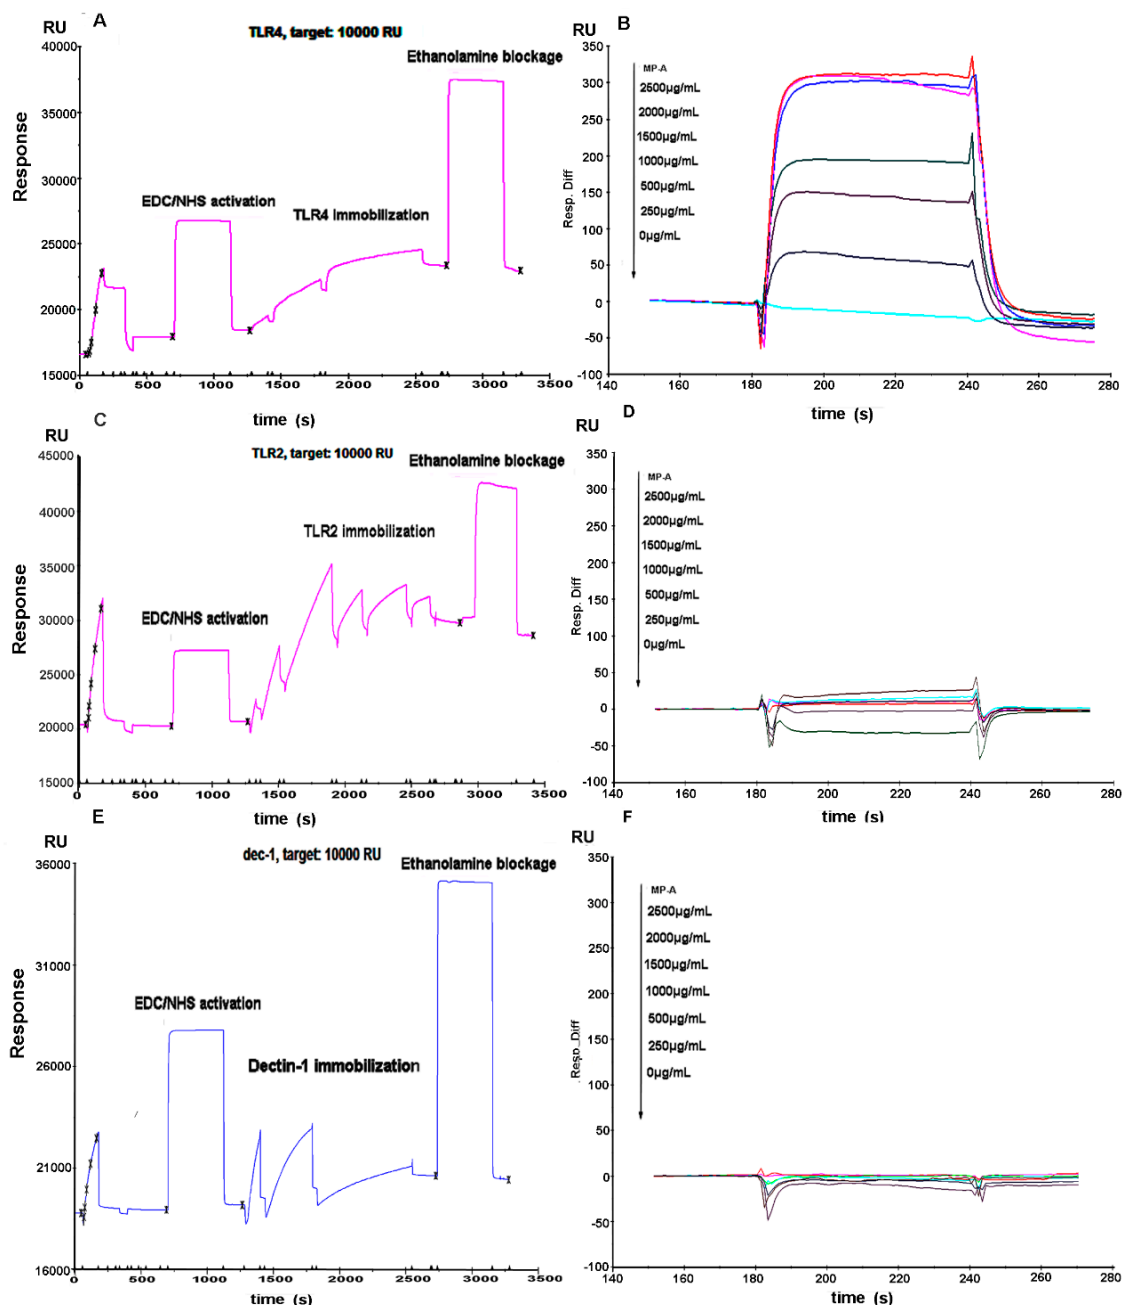 A
RU
TLR4, target: 10000 RU
Ethanolamine blockage
EDC/NHS activation
TLR4 immobilization
Response
40000
37500
33000
30000
25000
20000
15000
0
500
1000
1500
2000
2500
3000
3500
time (s)
B
RU
MP-A
2500µg/mL
2000µg/mL
1500µg/mL
1000µg/mL
500µg/mL
250µg/mL
0µg/mL
Resp. Diff
350
300
250
200
150
100
50
0
-50
-100
140
160
180
200
220
240
260
280
time (s)
C
RU
TLR2, target: 10000 RU
Ethanolamine blockage
TLR2 immobilization
EDC/NHS activation
Response
45000
40000
35000
30000
25000
20000
15000
0
500
1000
1500
2000
2500
3000
3500
time (s)
D
RU
MP-A
2500µg/mL
2000µg/mL
1500µg/mL
1000µg/mL
500µg/mL
250µg/mL
0µg/mL
Resp. Diff
350
300
250
200
150
100
50
0
-50
-100
140
160
180
200
220
240
260
280
time (s)
E
RU
dec-1, target: 10000 RU
Ethanolamine blockage
EDC/NHS activation
Dectin-1 immobilization
Response
36000
31000
26000
21000
16000
0
500
1000
1500
2000
2500
3000
3500
time (s)
F
RU
MP-A
2500µg/mL
2000µg/mL
1500µg/mL
1000µg/mL
500µg/mL
250µg/mL
0µg/mL
Resp. Diff
350
300
250
200
150
100
50
0
-50
-100
140
160
180
200
220
240
260
280
time (s)